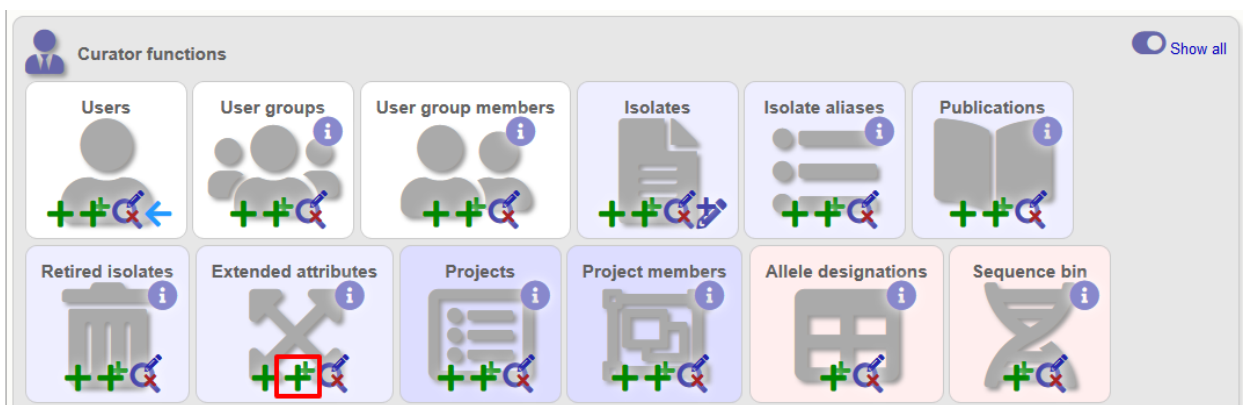 Curator functions
Show all
Users
User groups
User group members
Isolates
Isolate aliases
Publications
Retired isolates
Extended attributes
Projects
Project members
Allele designations
Sequence bin